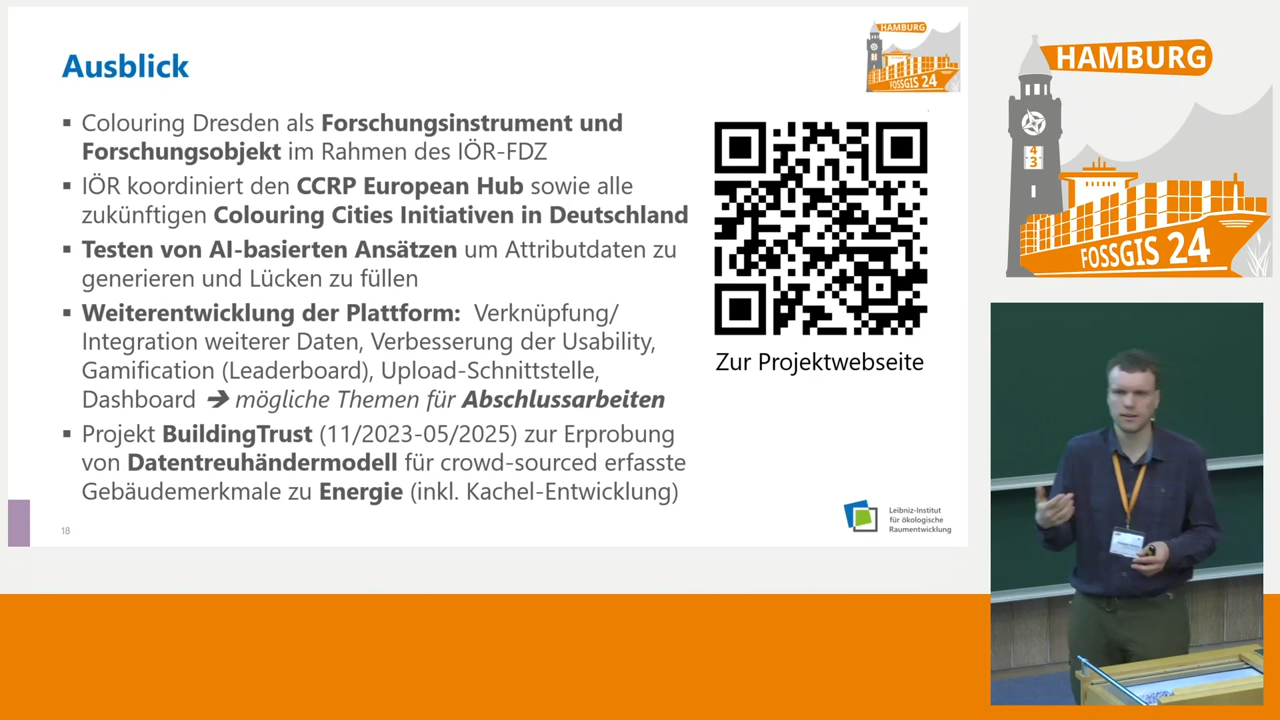 Ausblick
▪ Colouring Dresden als Forschungsinstrument und
Forschungsobjekt im Rahmen des IÖR-FDZ
▪ IÖR koordiniert den CCRP European Hub sowie alle
zukünftigen Colouring Cities Initiativen in Deutschland
▪ Testen von AI-basierten Ansätzen um Attributdaten zu
generieren und Lücken zu füllen
▪ Weiterentwicklung der Plattform: Verknüpfung/
Integration weiterer Daten, Verbesserung der Usability,
Gamification (Leaderboard), Upload-Schnittstelle,
Dashboard ➔ mögliche Themen für Abschlussarbeiten
▪ Projekt BuildingTrust (11/2023-05/2025) zur Erprobung
von Datentreuhändermodell für crowd-sourced erfasste
Gebäudemerkmale zu Energie (inkl. Kachel-Entwicklung)
18
HAMBURG
FOSSGIS 24
Zur Projektwebseite
Leibniz-Institut
für ökologische
Raumentwicklung
HAMBURG
4
3
FOSSGIS 24